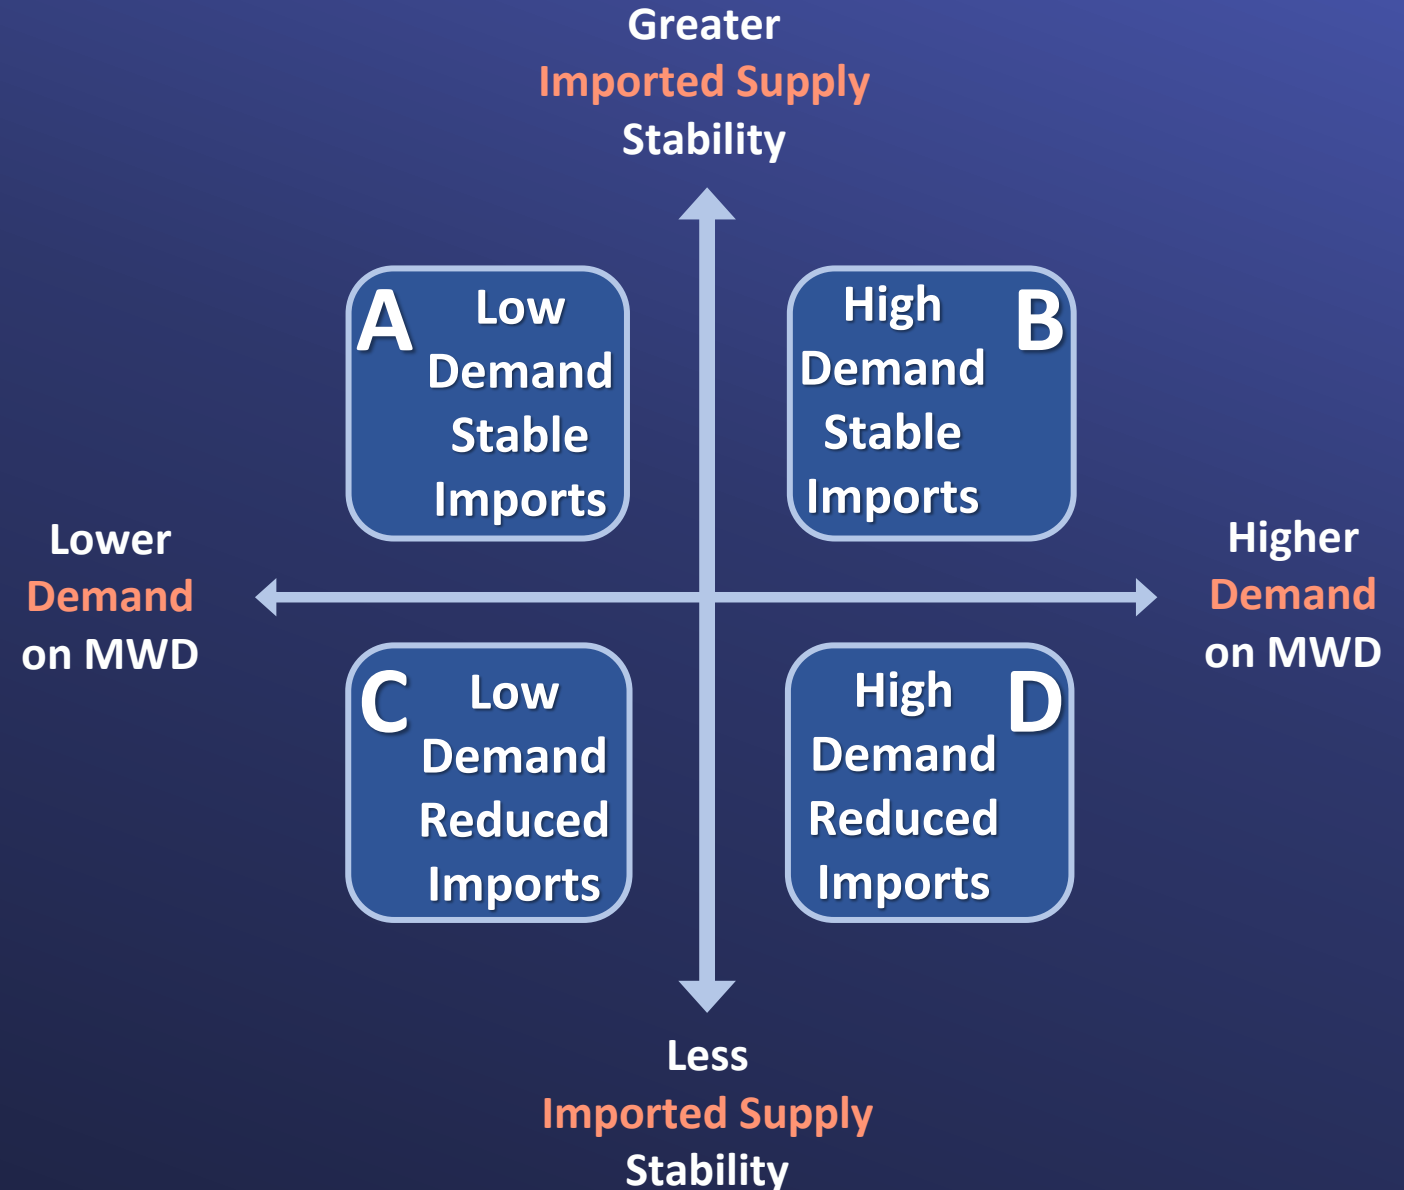 Greater
Imported Supply
Stability
A
Low
Demand
Stable
Imports
High
Demand
Stable
Imports
B
Lower
Demand
on MWD
Higher
Demand
on MWD
C
Low
Demand
Reduced
Imports
High
Demand
Reduced
Imports
D
Less
Imported Supply
Stability